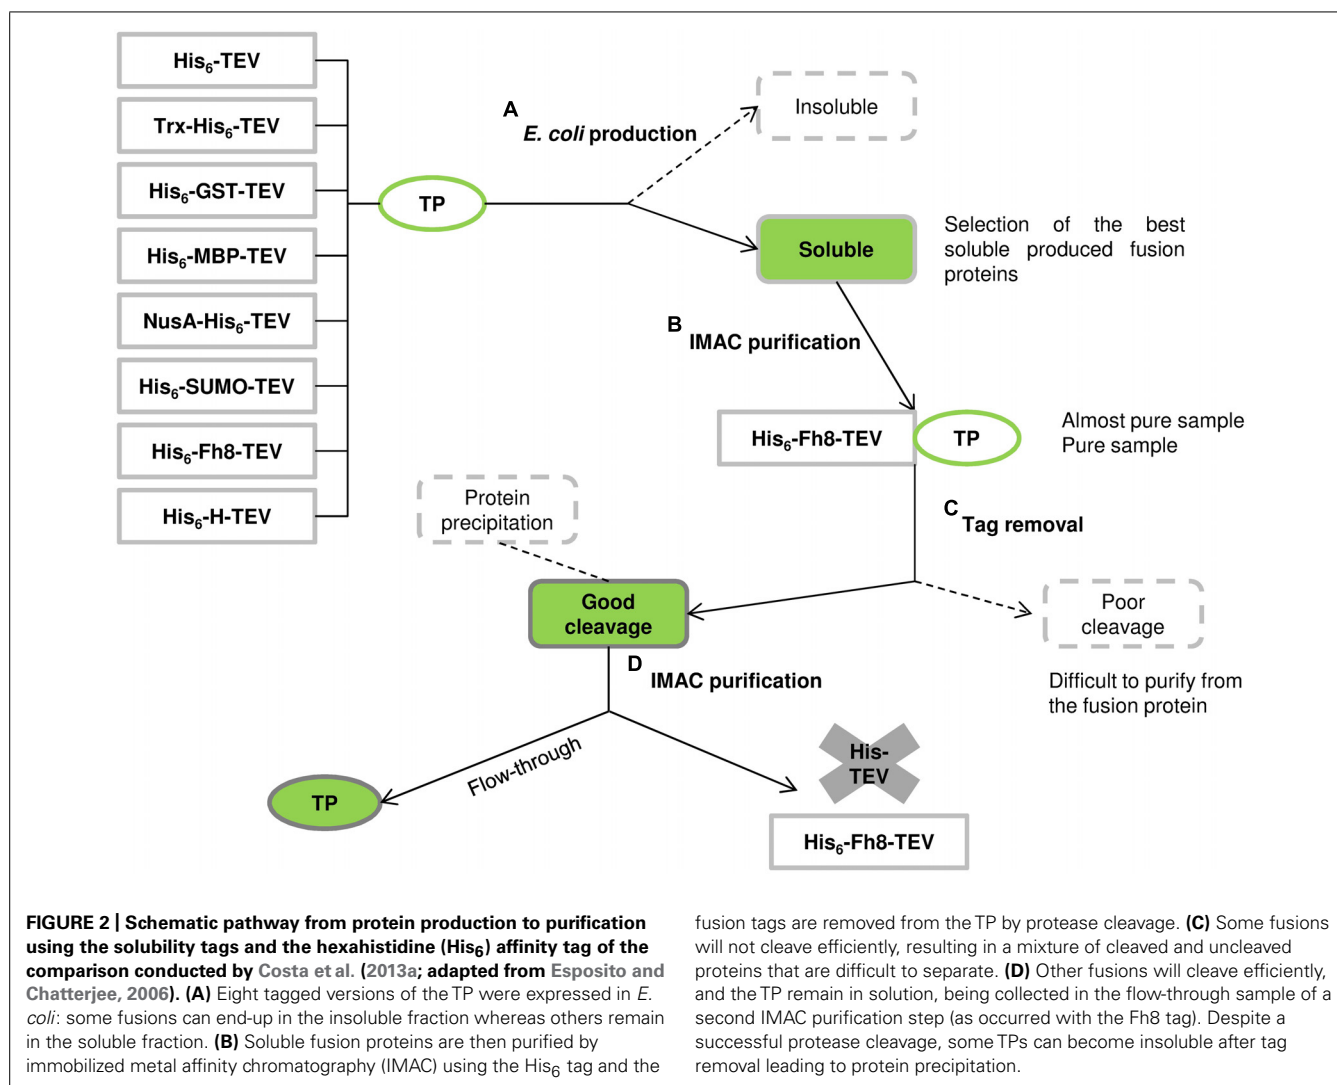 His6-TEV
Trx-His6-TEV
His6-GST-TEV
His6-MBP-TEV
NusA-His6-TEV
His6-SUMO-TEV
His6-Fh8-TEV
His6-H-TEV
TP
A
E. coli production
Insoluble
Soluble
Selection of the best
soluble produced fusion
proteins
B
IMAC purification
His6-Fh8-TEV
TP
Almost pure sample
Pure sample
C
Tag removal
Protein
precipitation
Good
cleavage
Poor
cleavage
Difficult to purify from
the fusion protein
D
IMAC purification
Flow-through
TP
His-
TEV
His6-Fh8-TEV
FIGURE 2 | Schematic pathway from protein production to purification
using the solubility tags and the hexahistidine (His6) affinity tag of the
comparison conducted by Costa et al. (2013a; adapted from Esposito and
Chatterjee, 2006). (A) Eight tagged versions of the TP were expressed in E.
coli: some fusions can end-up in the insoluble fraction whereas others remain
in the soluble fraction. (B) Soluble fusion proteins are then purified by
immobilized metal affinity chromatography (IMAC) using the His6 tag and the
fusion tags are removed from the TP by protease cleavage. (C) Some fusions
will not cleave efficiently, resulting in a mixture of cleaved and uncleaved
proteins that are difficult to separate. (D) Other fusions will cleave efficiently,
and the TP remain in solution, being collected in the flow-through sample of a
second IMAC purification step (as occurred with the Fh8 tag). Despite a
successful protease cleavage, some TPs can become insoluble after tag
removal leading to protein precipitation.